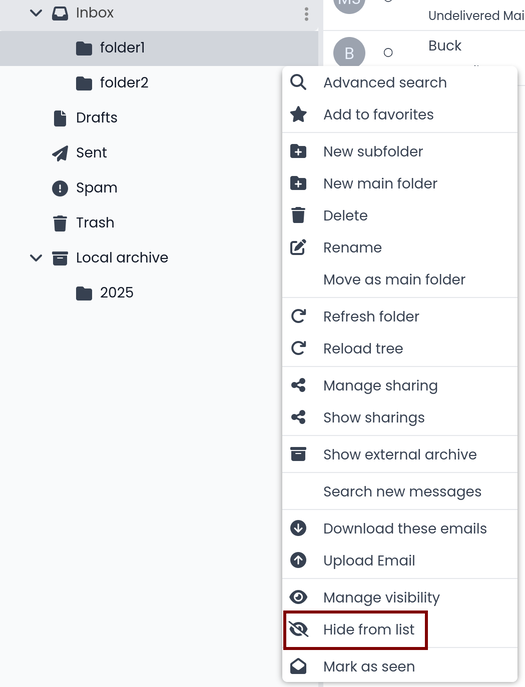 Inbox
folder1
folder2
Drafts
Sent
Spam
Trash
Local archive
2025
Undelivered Mai
B
Buck
Advanced search
Add to favorites
New subfolder
New main folder
Delete
Rename
Move as main folder
Refresh folder
Reload tree
Manage sharing
Show sharings
Show external archive
Search new messages
Download these emails
Upload Email
Manage visibility
Hide from list
Mark as seen